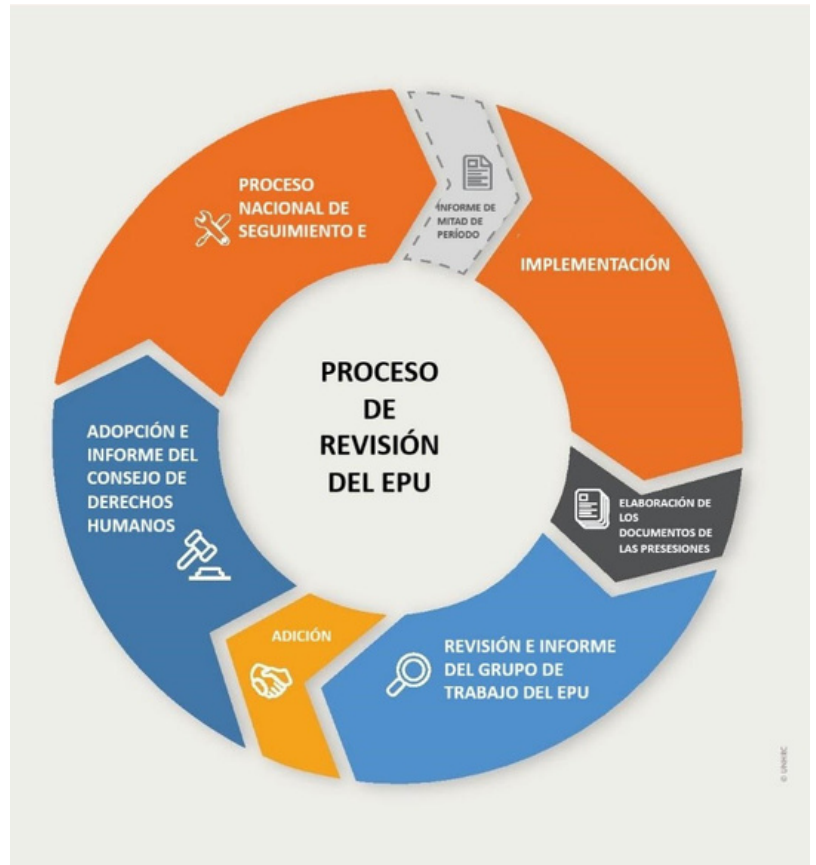 PROCESO
NACIONAL DE
SEGUIMIENTO E
INFORME DE
MITAD DE
PERÍODO
IMPLEMENTACIÓN
PROCESO
DE
REVISIÓN
DEL EPU
ELABORACIÓN DE
LOS
DOCUMENTOS DE
LAS PRESESIONES
REVISIÓN E INFORME
DEL GRUPO DE
TRABAJO DEL EPU
ADICIÓN
ADOPCIÓN E
INFORME DEL
CONSEJO DE
DERECHOS
HUMANOS
© UNHRC